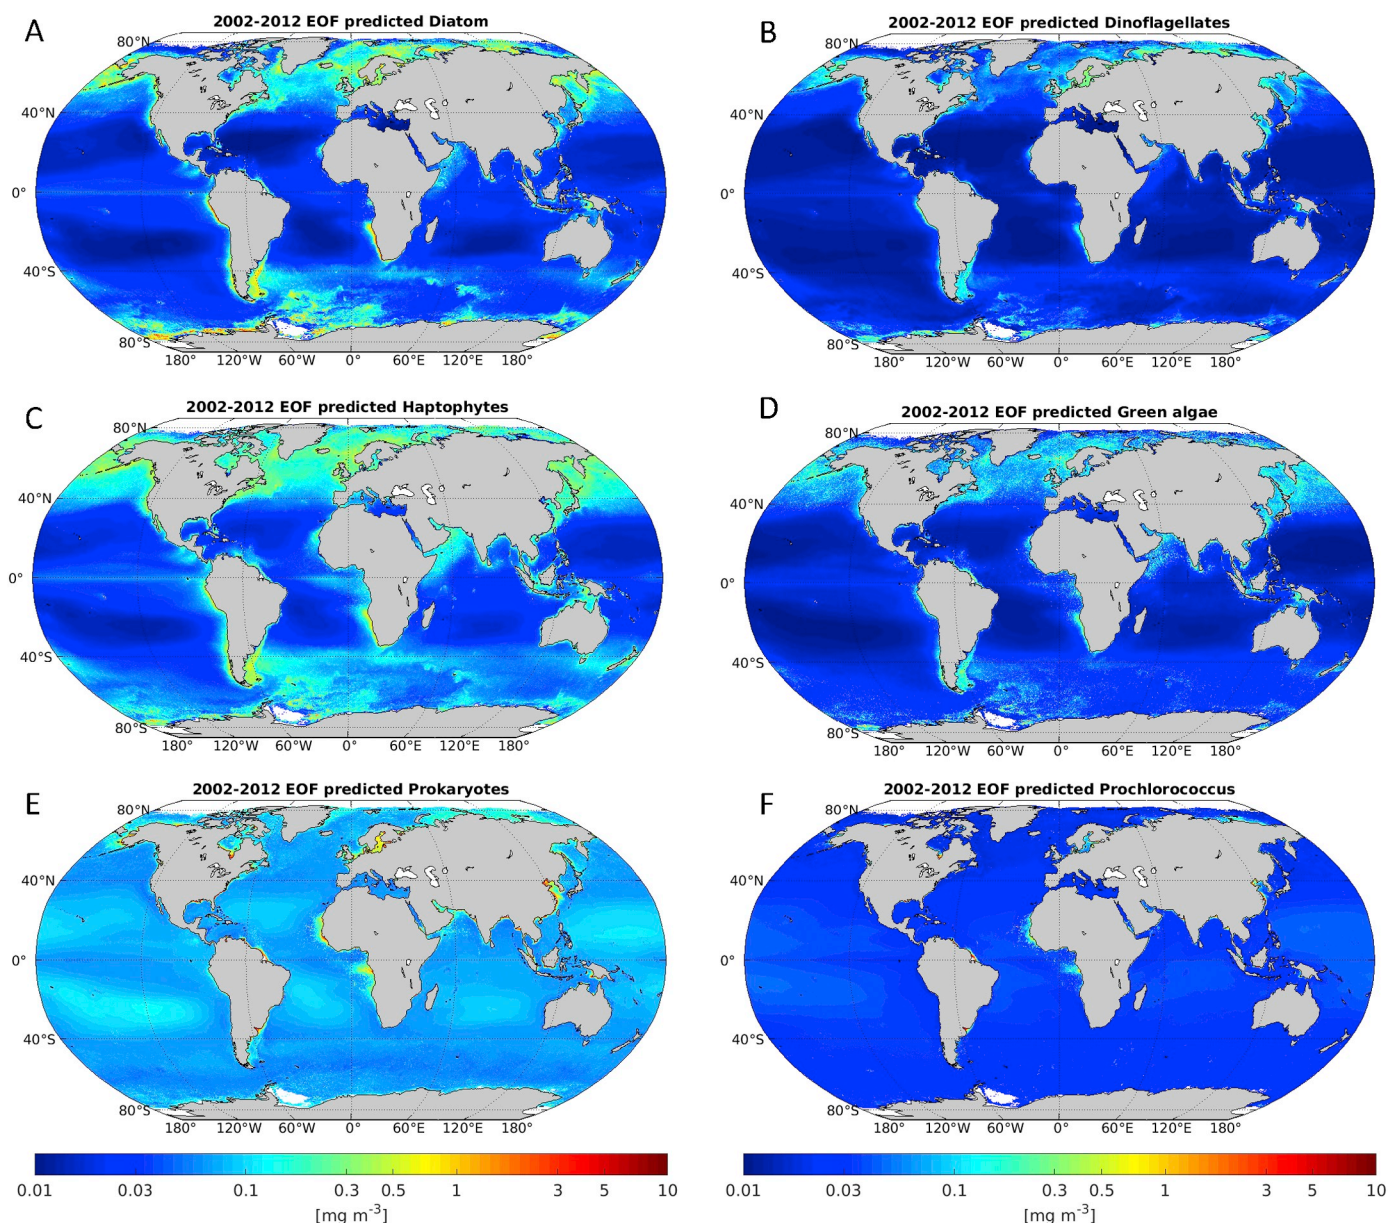 A
2002-2012 EOF predicted Diatom
80°N
40°N
0°
40°S
80°S
180° 120°W 60°W 0° 60°E 120°E 180°
B
2002-2012 EOF predicted Dinoflagellates
80°N
40°N
0°
40°S
80°S
180° 120°W 60°W 0° 60°E 120°E 180°
C
2002-2012 EOF predicted Haptophytes
80°N
40°N
0°
40°S
80°S
180° 120°W 60°W 0° 60°E 120°E 180°
D
2002-2012 EOF predicted Green algae
80°N
40°N
0°
40°S
80°S
180° 120°W 60°W 0° 60°E 120°E 180°
E
2002-2012 EOF predicted Prokaryotes
80°N
40°N
0°
40°S
80°S
180° 120°W 60°W 0° 60°E 120°E 180°
F
2002-2012 EOF predicted Prochlorococcus
80°N
40°N
0°
40°S
80°S
180° 120°W 60°W 0° 60°E 120°E 180°
0.01 0.03 0.1 0.3 0.5 1 3 5 10
[mg m⁻³]
0.01 0.03 0.1 0.3 0.5 1 3 5 10
[mg m⁻³]